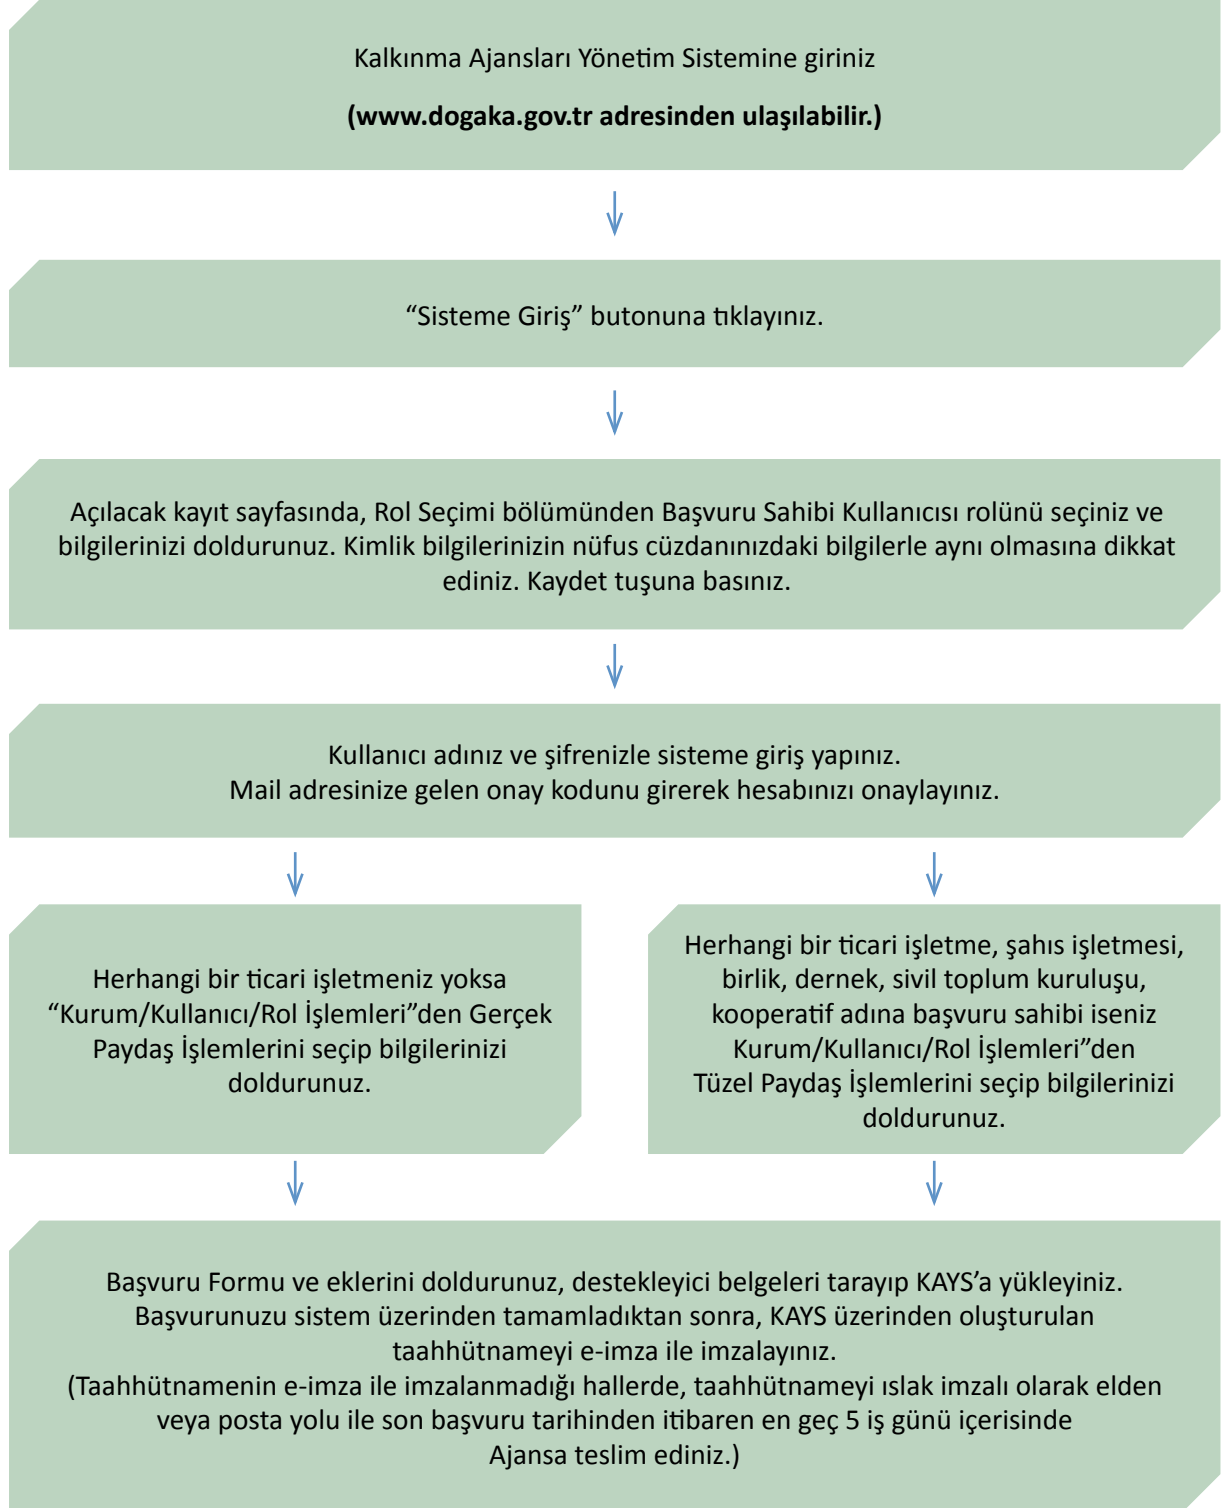 Kalkınma Ajansları Yönetim Sistemine giriniz
(www.dogaka.gov.tr adresinden ulaşılabilir.)
“Sisteme Giriş” butonuna tıklayınız.
Açılacak kayıt sayfasında, Rol Seçimi bölümünden Başvuru Sahibi Kullanıcısı rolünü seçiniz ve
bilgilerinizi doldurunuz. Kimlik bilgilerinizin nüfus cüzdanınızdaki bilgilerle aynı olmasına dikkat
ediniz. Kaydet tuşuna basınız.
Kullanıcı adınız ve şifrenizle sisteme giriş yapınız.
Mail adresinize gelen onay kodunu girerek hesabınızı onaylayınız.
Herhangi bir ticari işletmeniz yoksa
“Kurum/Kullanıcı/Rol İşlemleri”den Gerçek
Paydaş İşlemlerini seçip bilgilerinizi
doldurunuz.
Herhangi bir ticari işletme, şahıs işletmesi,
birlik, dernek, sivil toplum kuruluşu,
kooperatif adına başvuru sahibi iseniz
Kurum/Kullanıcı/Rol İşlemleri”den
Tüzel Paydaş İşlemlerini seçip bilgilerinizi
doldurunuz.
Başvuru Formu ve eklerini doldurunuz, destekleyici belgeleri tarayıp KAYS’a yükleyiniz.
Başvurunuzu sistem üzerinden tamamladıktan sonra, KAYS üzerinden oluşturulan
taahhütnameyi e-imza ile imzalayınız.
(Taahhütnamenin e-imza ile imzalanmadığı hallerde, taahhütnameyi ıslak imzalı olarak elden
veya posta yolu ile son başvuru tarihinden itibaren en geç 5 iş günü içerisinde
Ajansa teslim ediniz.)